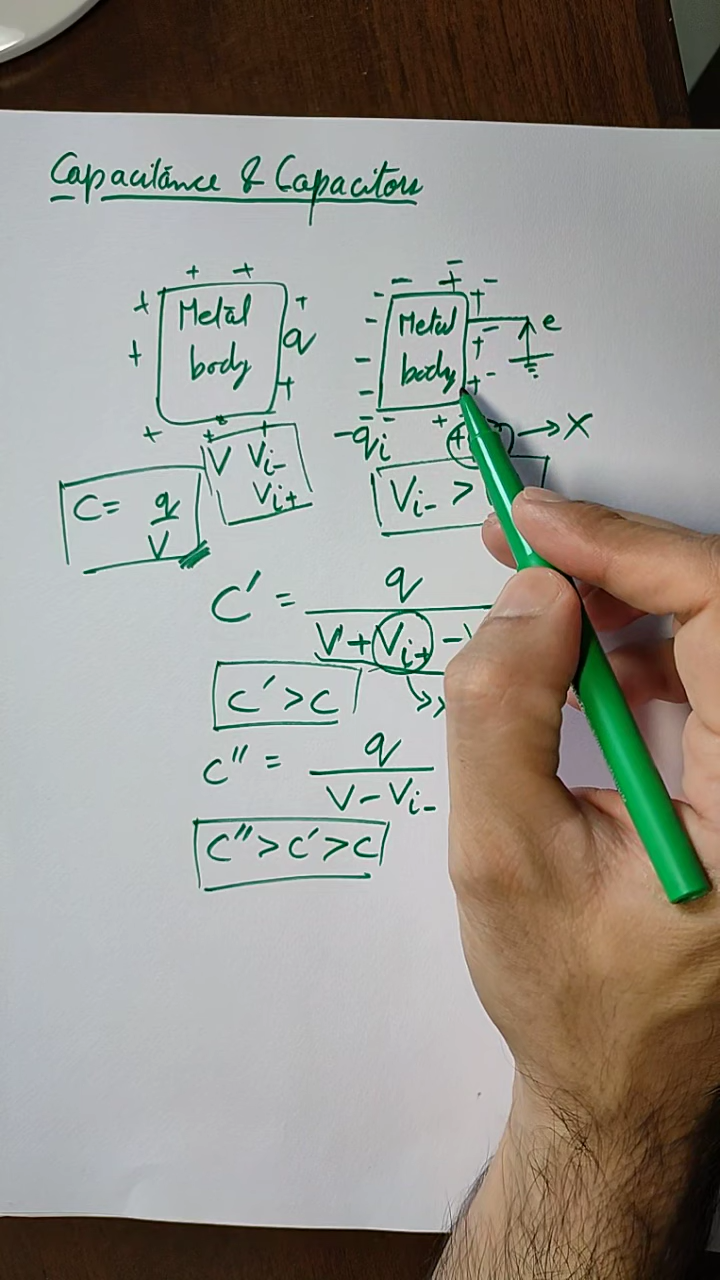 Capacitance & Capacitors
+ +
+ Metal +
+ body q
+ +
+ + +
V Vi-
Vi+
C = q/V
- - - + -
- Metal + e
- body + -
- + -
-qi - - +
+ → X
Vi- >
C' = q/(V + Vi+ -
C' > C
>>
C'' = q/(V - Vi-
C'' > C' > C